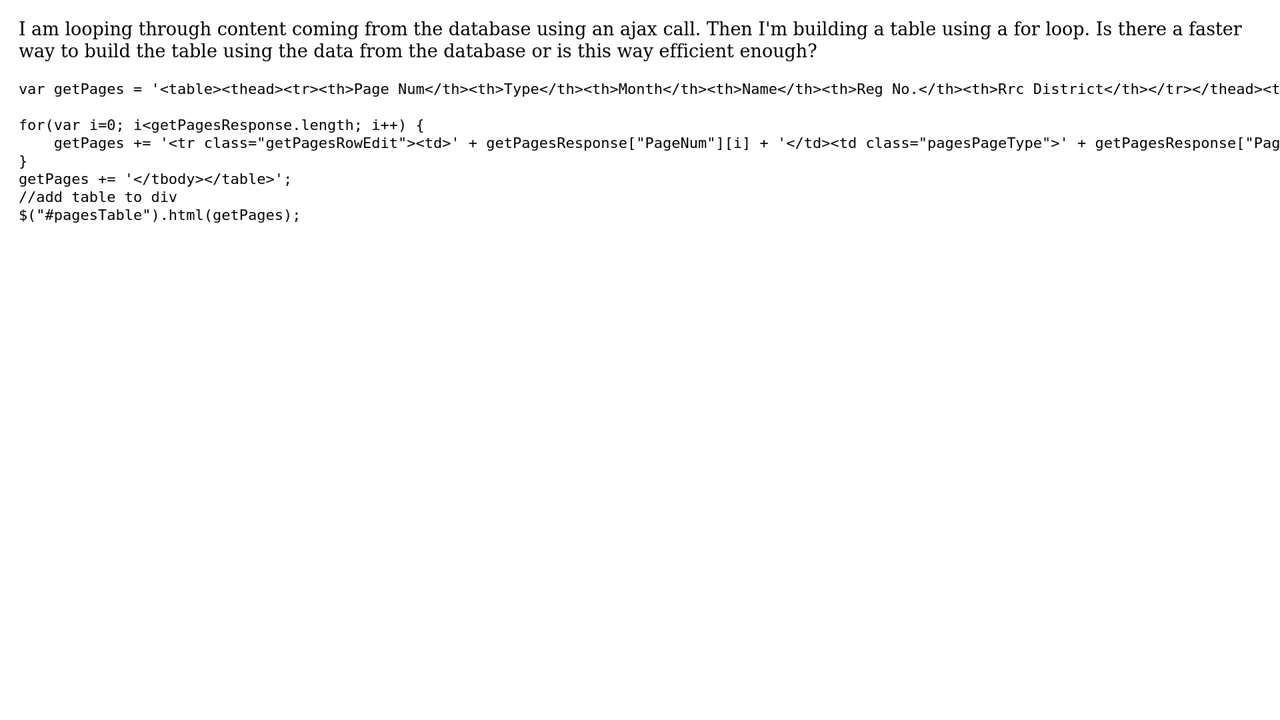 I am looping through content coming from the database using an ajax call. Then I'm building a table using a for loop. Is there a faster
way to build the table using the data from the database or is this way efficient enough?
var getPages = '<table><thead><tr><th>Page Num</th><th>Type</th><th>Month</th><th>Name</th><th>Reg No.</th><th>Rrc District</th></tr></thead><t
for(var i=0; i<getPagesResponse.length; i++) {
    getPages += '<tr class="getPagesRowEdit"><td>' + getPagesResponse["PageNum"][i] + '</td><td class="pagesPageType">' + getPagesResponse["Pag
}
getPages += '</tbody></table>';
//add table to div
$("#pagesTable").html(getPages);